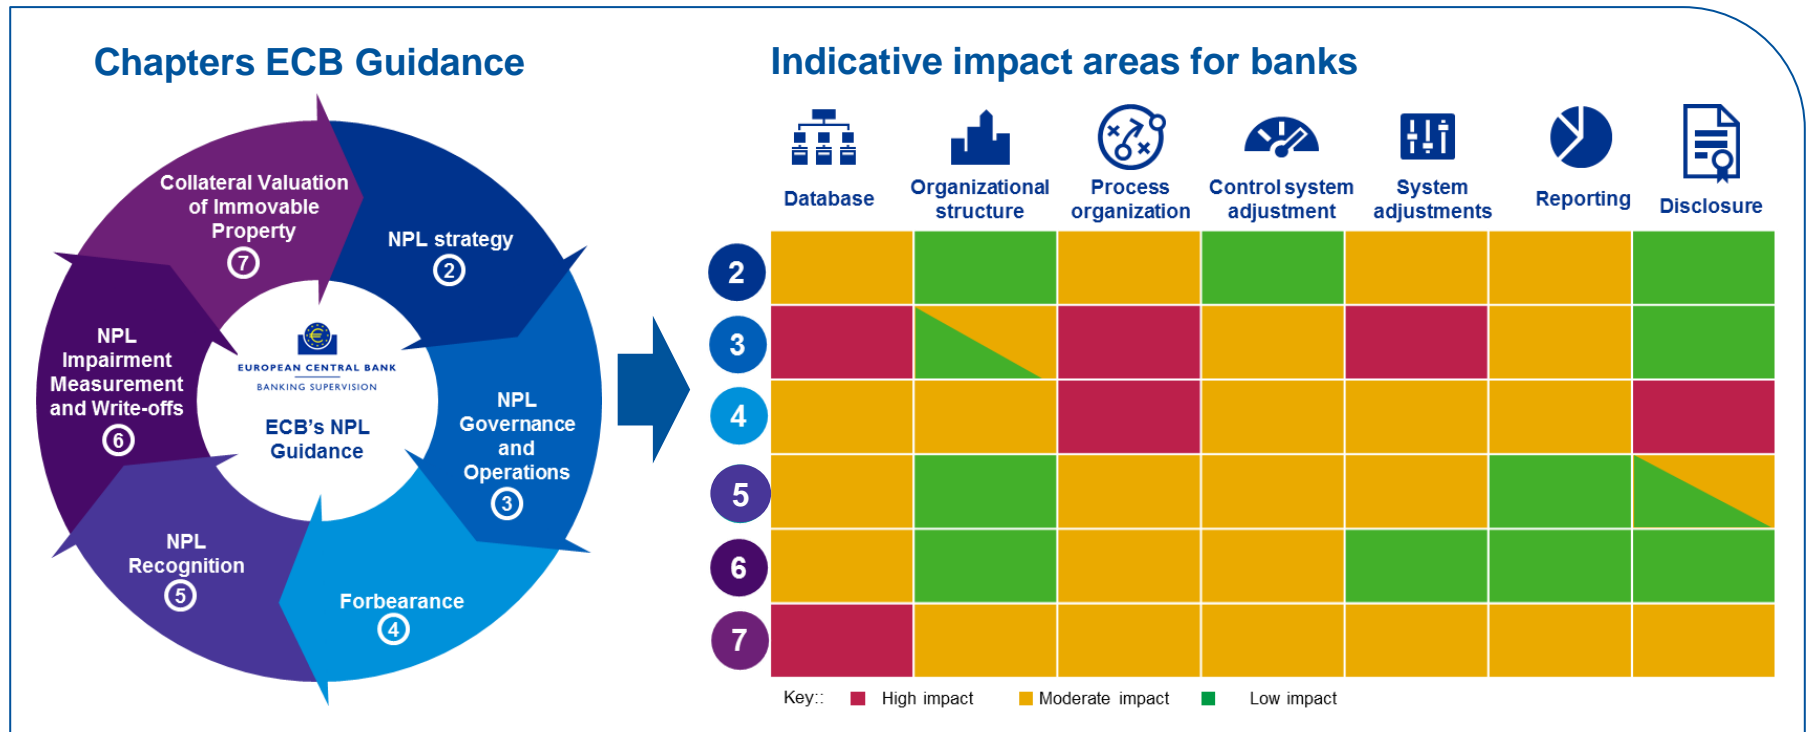 Chapters ECB Guidance
Collateral Valuation
of Immovable
Property
7
NPL strategy
2
NPL
Impairment
Measurement
and Write-offs
6
EUROPEAN CENTRAL BANK
BANKING SUPERVISION
ECB's NPL
Guidance
NPL
Governance
and
Operations
3
NPL
Recognition
5
Forbearance
4
Indicative impact areas for banks
Database
Organizational
structure
Process
organization
Control system
adjustment
System
adjustments
Reporting
Disclosure
2
3
4
5
6
7
Key:: High impact Moderate impact Low impact